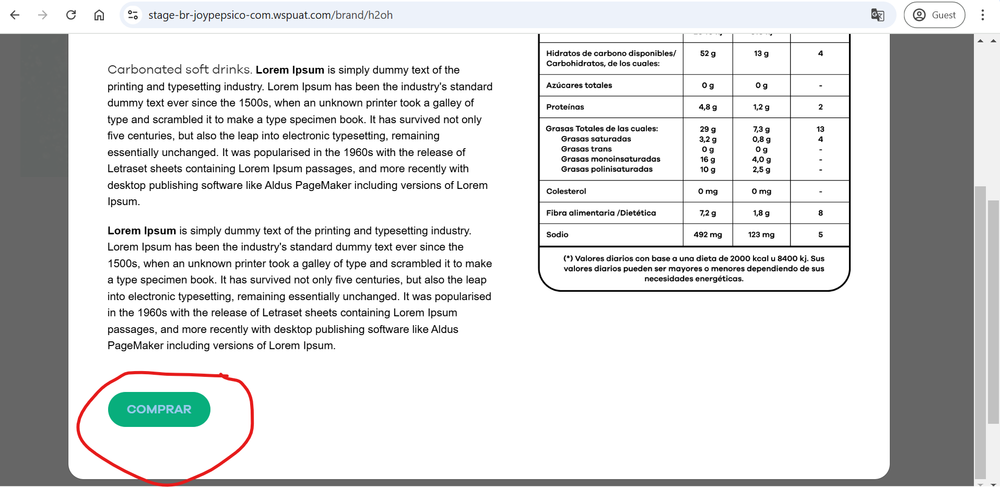 stage-br-joypepsico-com.wspuat.com/brand/h2oh
Guest
Carbonated soft drinks. Lorem Ipsum is simply dummy text of the
printing and typesetting industry. Lorem Ipsum has been the industry's standard
dummy text ever since the 1500s, when an unknown printer took a galley of
type and scrambled it to make a type specimen book. It has survived not only
five centuries, but also the leap into electronic typesetting, remaining
essentially unchanged. It was popularised in the 1960s with the release of
Letraset sheets containing Lorem Ipsum passages, and more recently with
desktop publishing software like Aldus PageMaker including versions of Lorem
Ipsum.
Lorem Ipsum is simply dummy text of the printing and typesetting industry.
Lorem Ipsum has been the industry's standard dummy text ever since the
1500s, when an unknown printer took a galley of type and scrambled it to make
a type specimen book. It has survived not only five centuries, but also the leap
into electronic typesetting, remaining essentially unchanged. It was popularised
in the 1960s with the release of Letraset sheets containing Lorem Ipsum
passages, and more recently with desktop publishing software like Aldus
PageMaker including versions of Lorem Ipsum.
COMPRAR
Hidratos de carbono disponibles/ 52 g 13 g 4
Carbohidratos, de los cuales:
Azúcares totales 0 g 0 g -
Proteínas 4,8 g 1,2 g 2
Grasas Totales de las cuales: 29 g 7,3 g 13
Grasas saturadas 3,2 g 0,8 g 4
Grasas trans 0 g 0 g -
Grasas monoinsaturadas 16 g 4,0 g -
Grasas polinisaturadas 10 g 2,5 g -
Colesterol 0 mg 0 mg -
Fibra alimentaria /Dietética 7,2 g 1,8 g 8
Sodio 492 mg 123 mg 5
(*) Valores diarios con base a una dieta de 2000 kcal u 8400 kj. Sus
valores diarios pueden ser mayores o menores dependiendo de sus
necesidades energéticas.